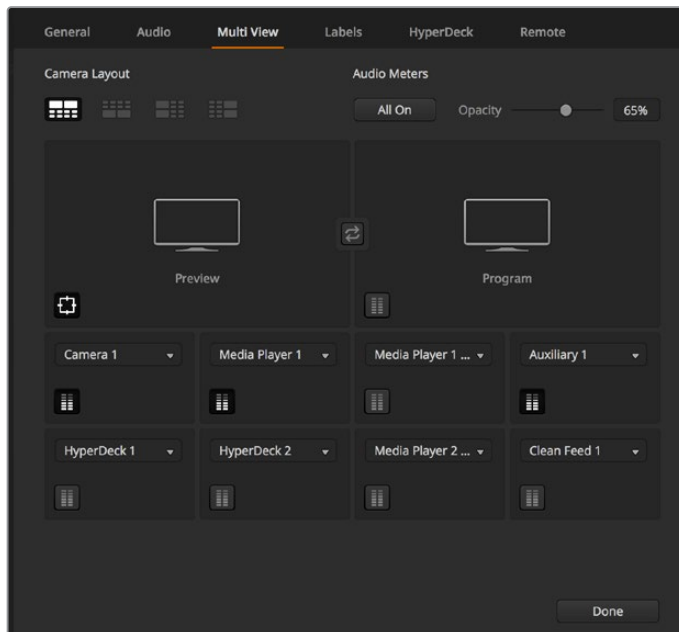 General Audio Multi View Labels HyperDeck Remote
Camera Layout Audio Meters
All On Opacity 65%
Preview Program
Camera 1 Media Player 1 Media Player 1 ... Auxiliary 1
HyperDeck 1 HyperDeck 2 Media Player 2 ... Clean Feed 1
Done